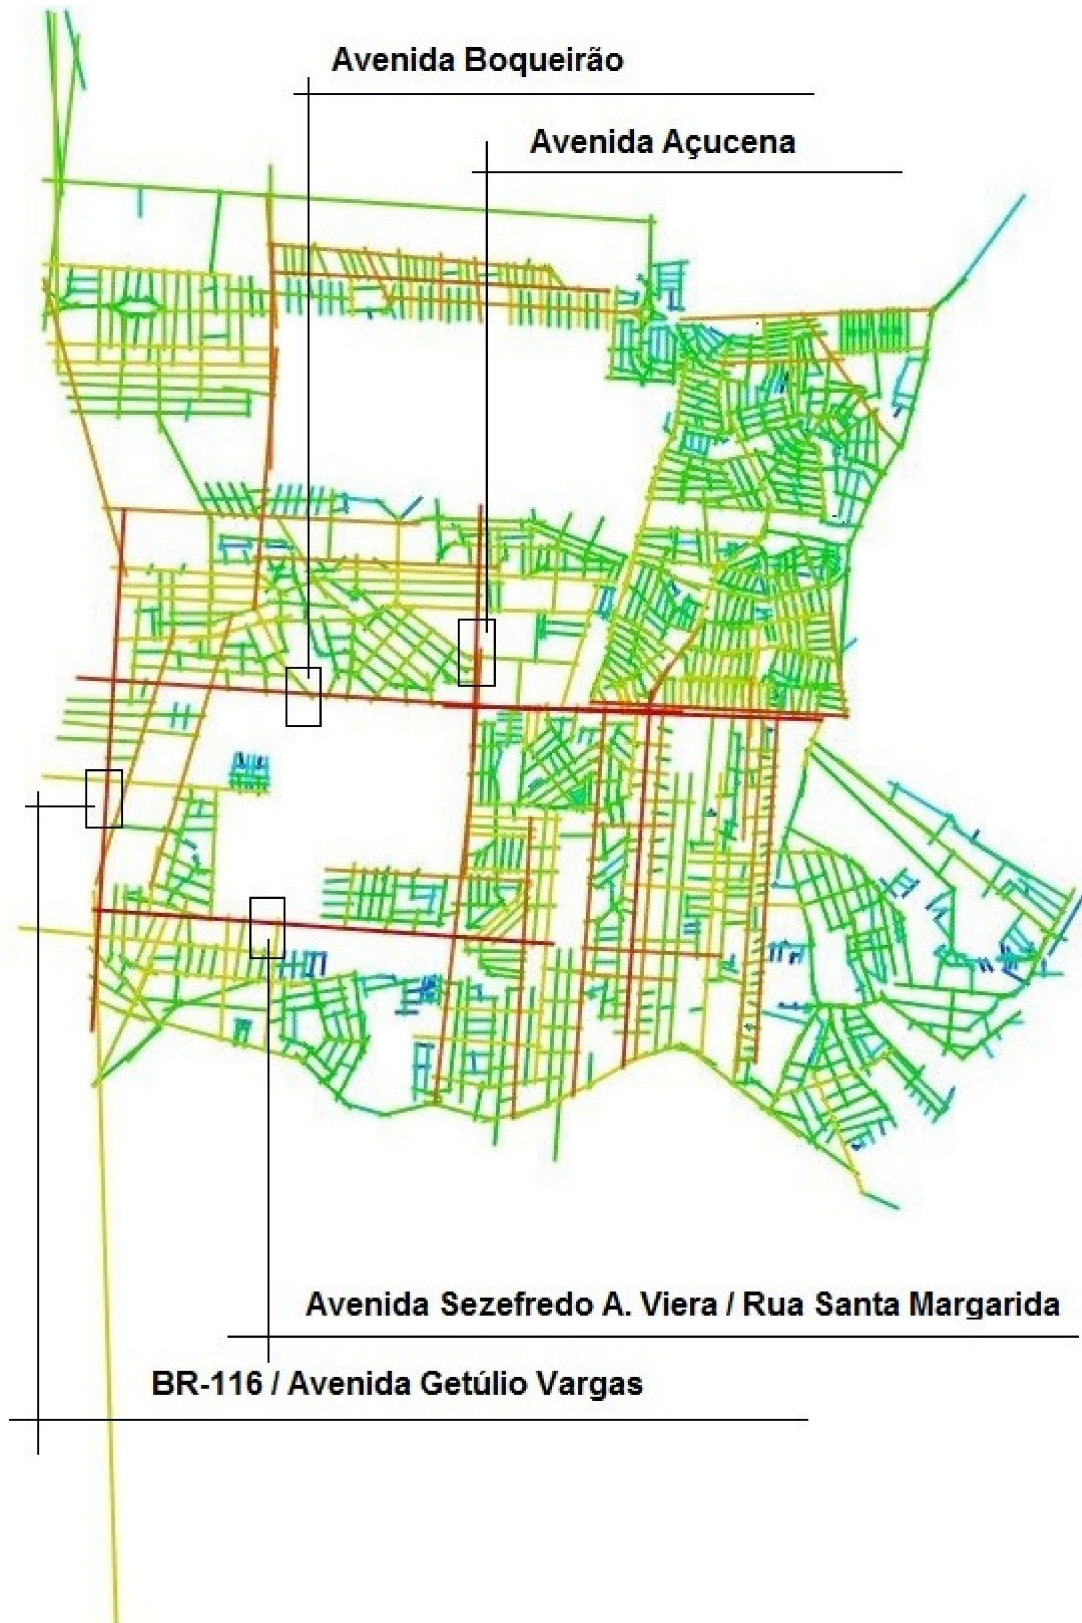 Avenida Boqueirão
Avenida Açucena
Avenida Sezefredo A. Viera / Rua Santa Margarida
BR-116 / Avenida Getúlio Vargas